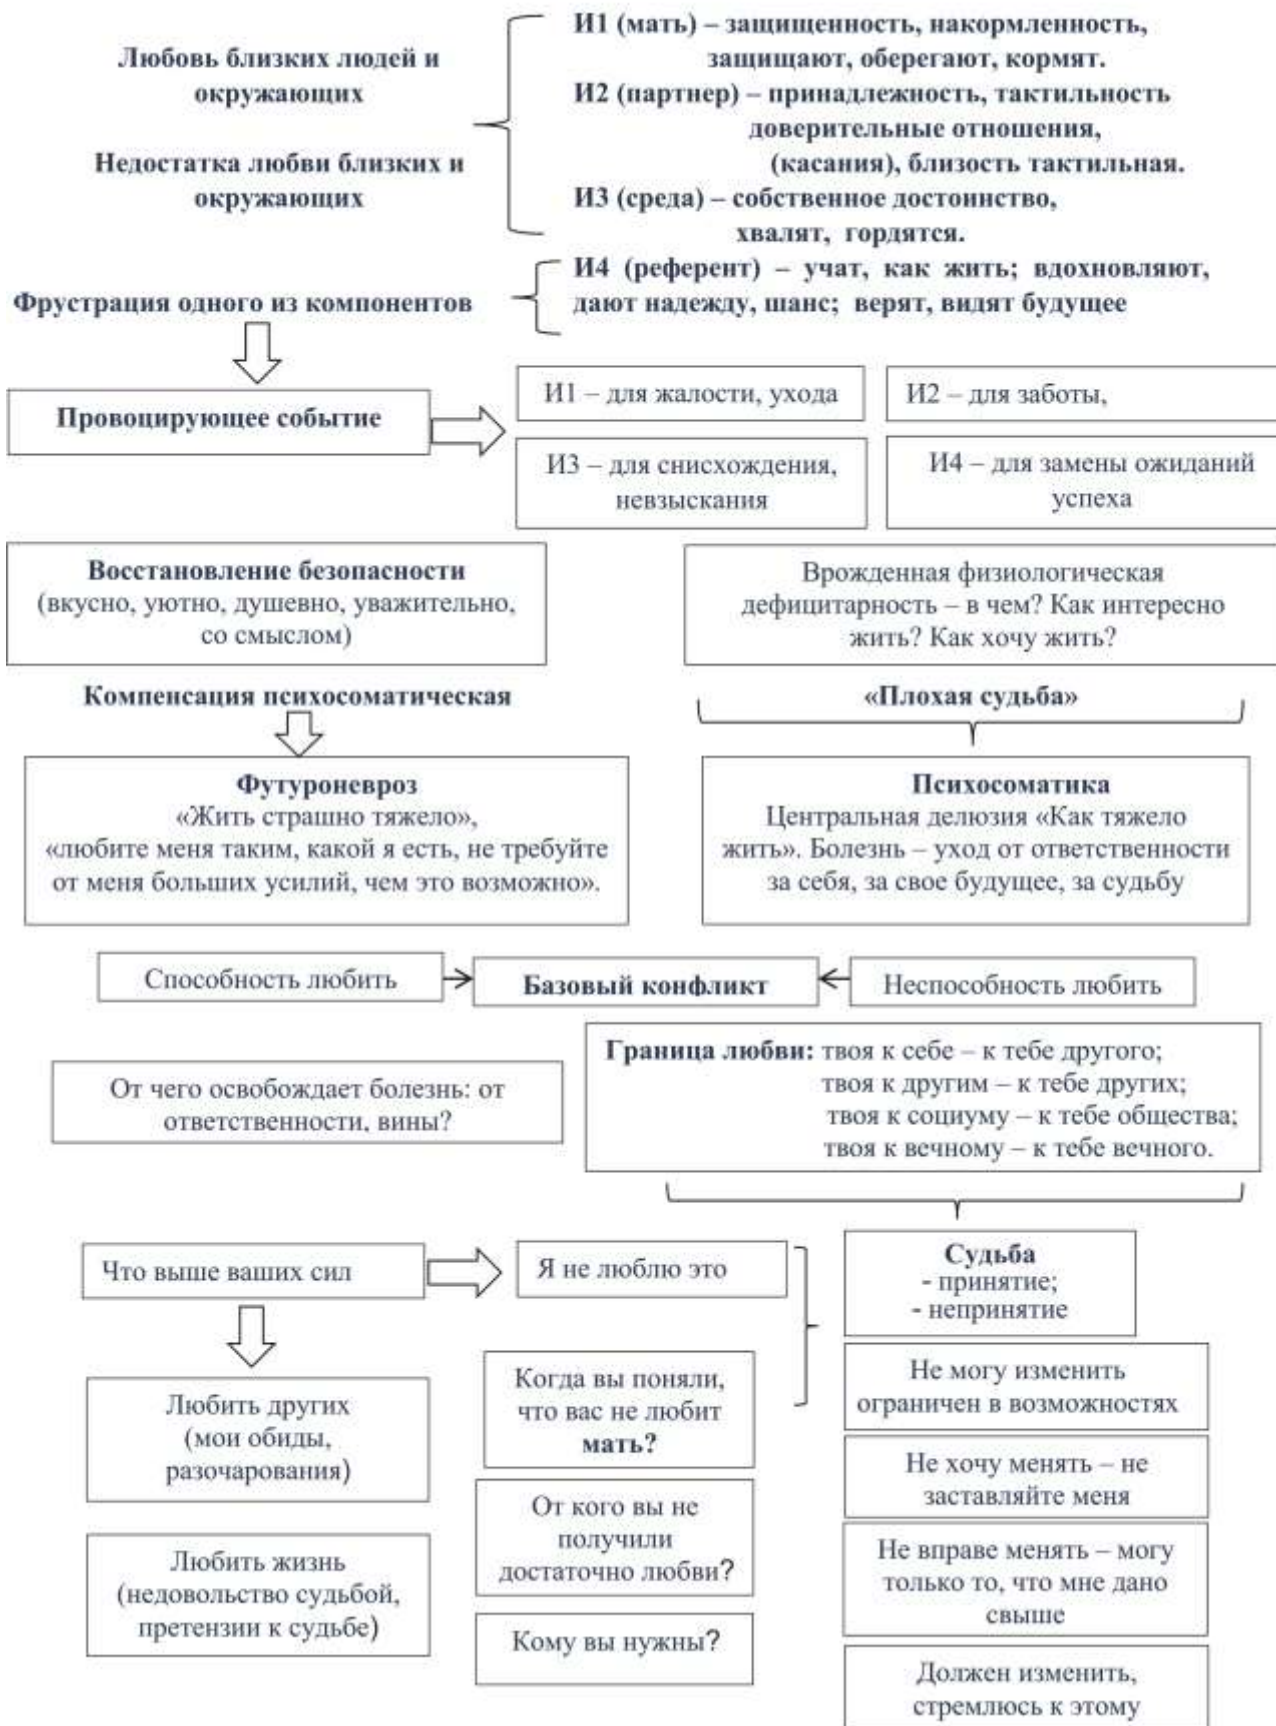 Любовь близких людей и
окружающих
Недостатка любви близких и
окружающих
Фрустрация одного из компонентов
И1 (мать) – защищенность, накормленность,
защищают, оберегают, кормят.
И2 (партнер) – принадлежность, тактильность
доверительные отношения,
(касания), близость тактильная.
И3 (среда) – собственное достоинство,
хвалят, гордятся.
И4 (референт) – учат, как жить; вдохновляют,
дают надежду, шанс; верят, видят будущее
Провоцирующее событие
И1 – для жалости, ухода
И2 – для заботы,
И3 – для снисхождения,
невзыскания
И4 – для замены ожиданий
успеха
Восстановление безопасности
(вкусно, уютно, душевно, уважительно,
со смыслом)
Врожденная физиологическая
дефицитарность – в чем? Как интересно
жить? Как хочу жить?
Компенсация психосоматическая
«Плохая судьба»
Футуроневроз
«Жить страшно тяжело»,
«любите меня таким, какой я есть, не требуйте
от меня больших усилий, чем это возможно».
Психосоматика
Центральная делюзия «Как тяжело
жить». Болезнь – уход от ответственности
за себя, за свое будущее, за судьбу
Способность любить
Базовый конфликт
Неспособность любить
От чего освобождает болезнь: от
ответственности, вины?
Граница любви: твоя к себе – к тебе другого;
твоя к другим – к тебе других;
твоя к социуму – к тебе общества;
твоя к вечному – к тебе вечного.
Что выше ваших сил
Я не люблю это
Судьба
- принятие;
- непринятие
Любить других
(мои обиды,
разочарования)
Любить жизнь
(недовольство судьбой,
претензии к судьбе)
Когда вы поняли,
что вас не любит
мать?
От кого вы не
получили
достаточно любви?
Кому вы нужны?
Не могу изменить
ограничен в возможностях
Не хочу менять – не
заставляйте меня
Не вправе менять – могу
только то, что мне дано
свыше
Должен изменить,
стремлюсь к этому